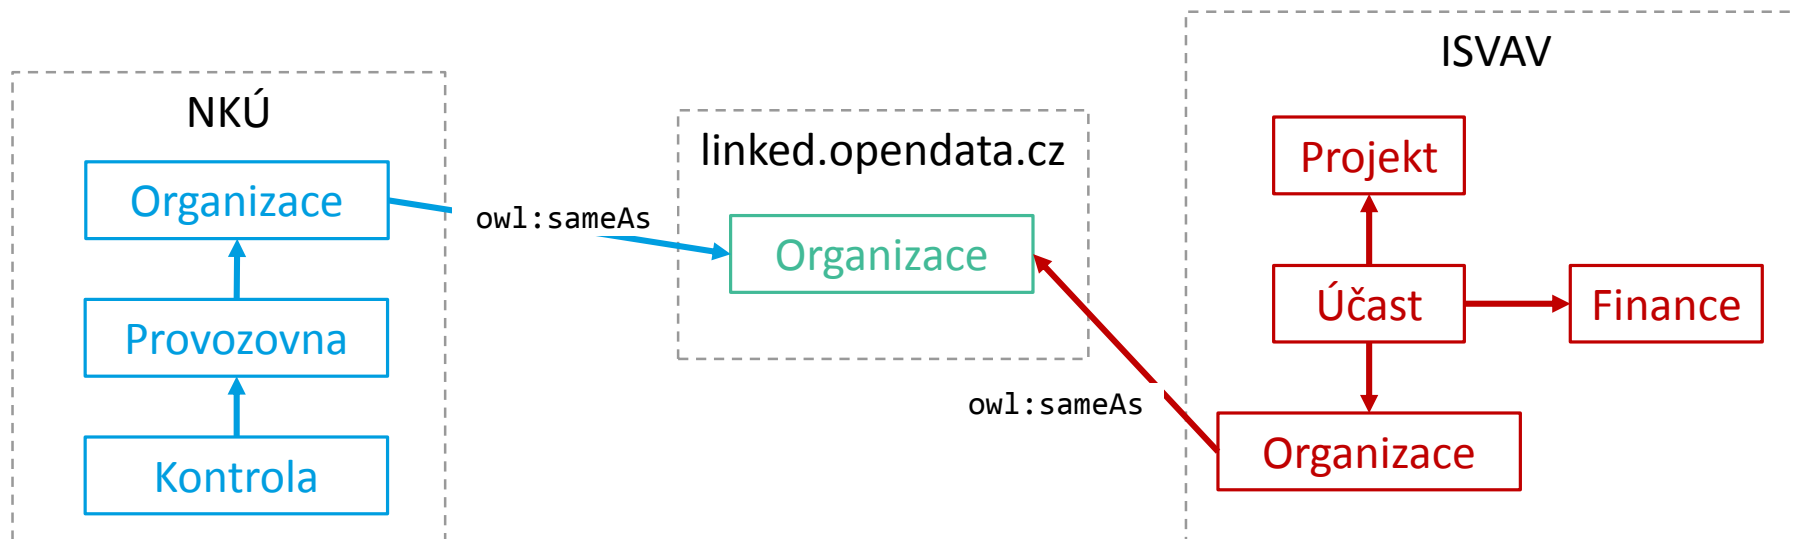 NKÚ
Organizace
Provozovna
Kontrola
owl:sameAs
linked.opendata.cz
Organizace
owl:sameAs
ISVAV
Projekt
Účast
Finance
Organizace